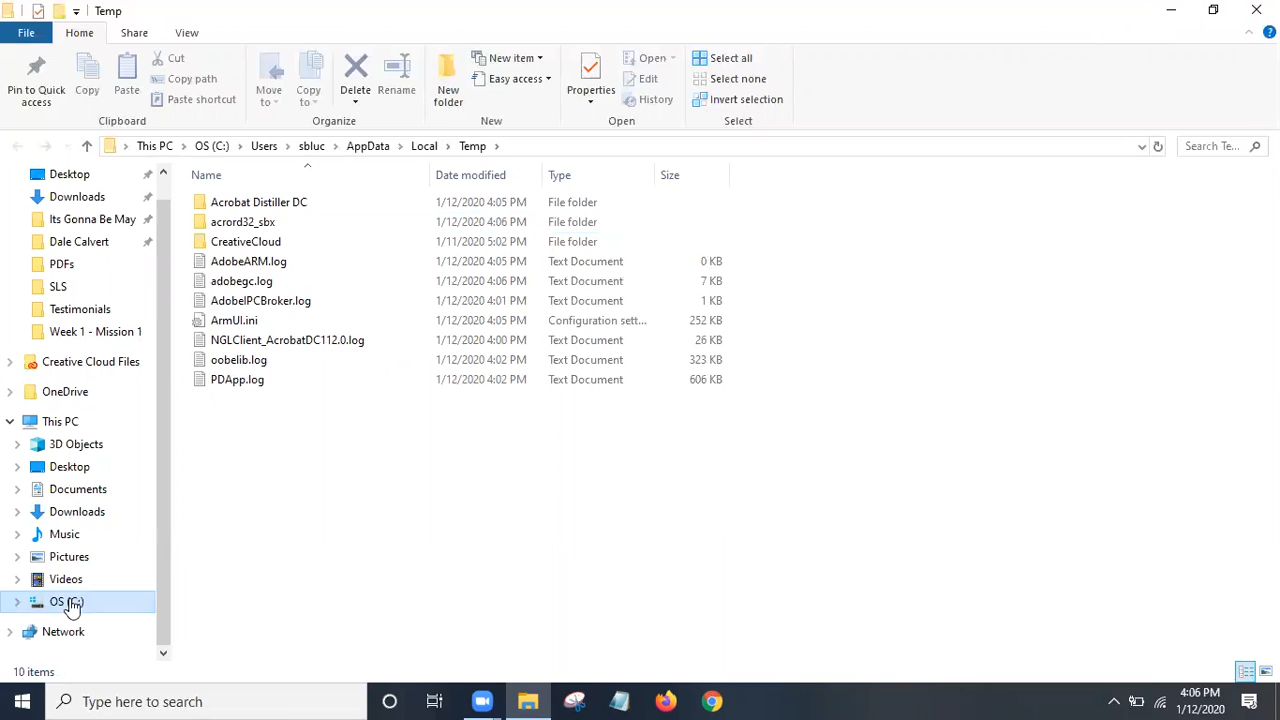 Temp
File Home Share View
Pin to Quick access
Copy
Paste
Cut
Copy path
Paste shortcut
Clipboard
Move to
Copy to
Delete
Rename
Organize
New folder
New item
Easy access
New
Properties
Open
Edit
History
Open
Select all
Select none
Invert selection
Select
This PC OS (C:) Users sbluc AppData Local Temp
Search Te...
Name Date modified Type Size
Acrobat Distiller DC 1/12/2020 4:05 PM File folder
acrord32_sbx 1/12/2020 4:06 PM File folder
CreativeCloud 1/11/2020 5:02 PM File folder
AdobeARM.log 1/12/2020 4:05 PM Text Document 0 KB
adobegc.log 1/12/2020 4:06 PM Text Document 7 KB
AdobeIPCBroker.log 1/12/2020 4:01 PM Text Document 1 KB
ArmUI.ini 1/12/2020 4:05 PM Configuration sett... 252 KB
NGLClient_AcrobatDC112.0.log 1/12/2020 4:00 PM Text Document 26 KB
oobelib.log 1/12/2020 4:02 PM Text Document 323 KB
PDApp.log 1/12/2020 4:02 PM Text Document 606 KB
Desktop
Downloads
Its Gonna Be May
Dale Calvert
PDFs
SLS
Testimonials
Week 1 - Mission 1
Creative Cloud Files
OneDrive
This PC
3D Objects
Desktop
Documents
Downloads
Music
Pictures
Videos
OS (C:)
Network
10 items
Type here to search
4:06 PM
1/12/2020